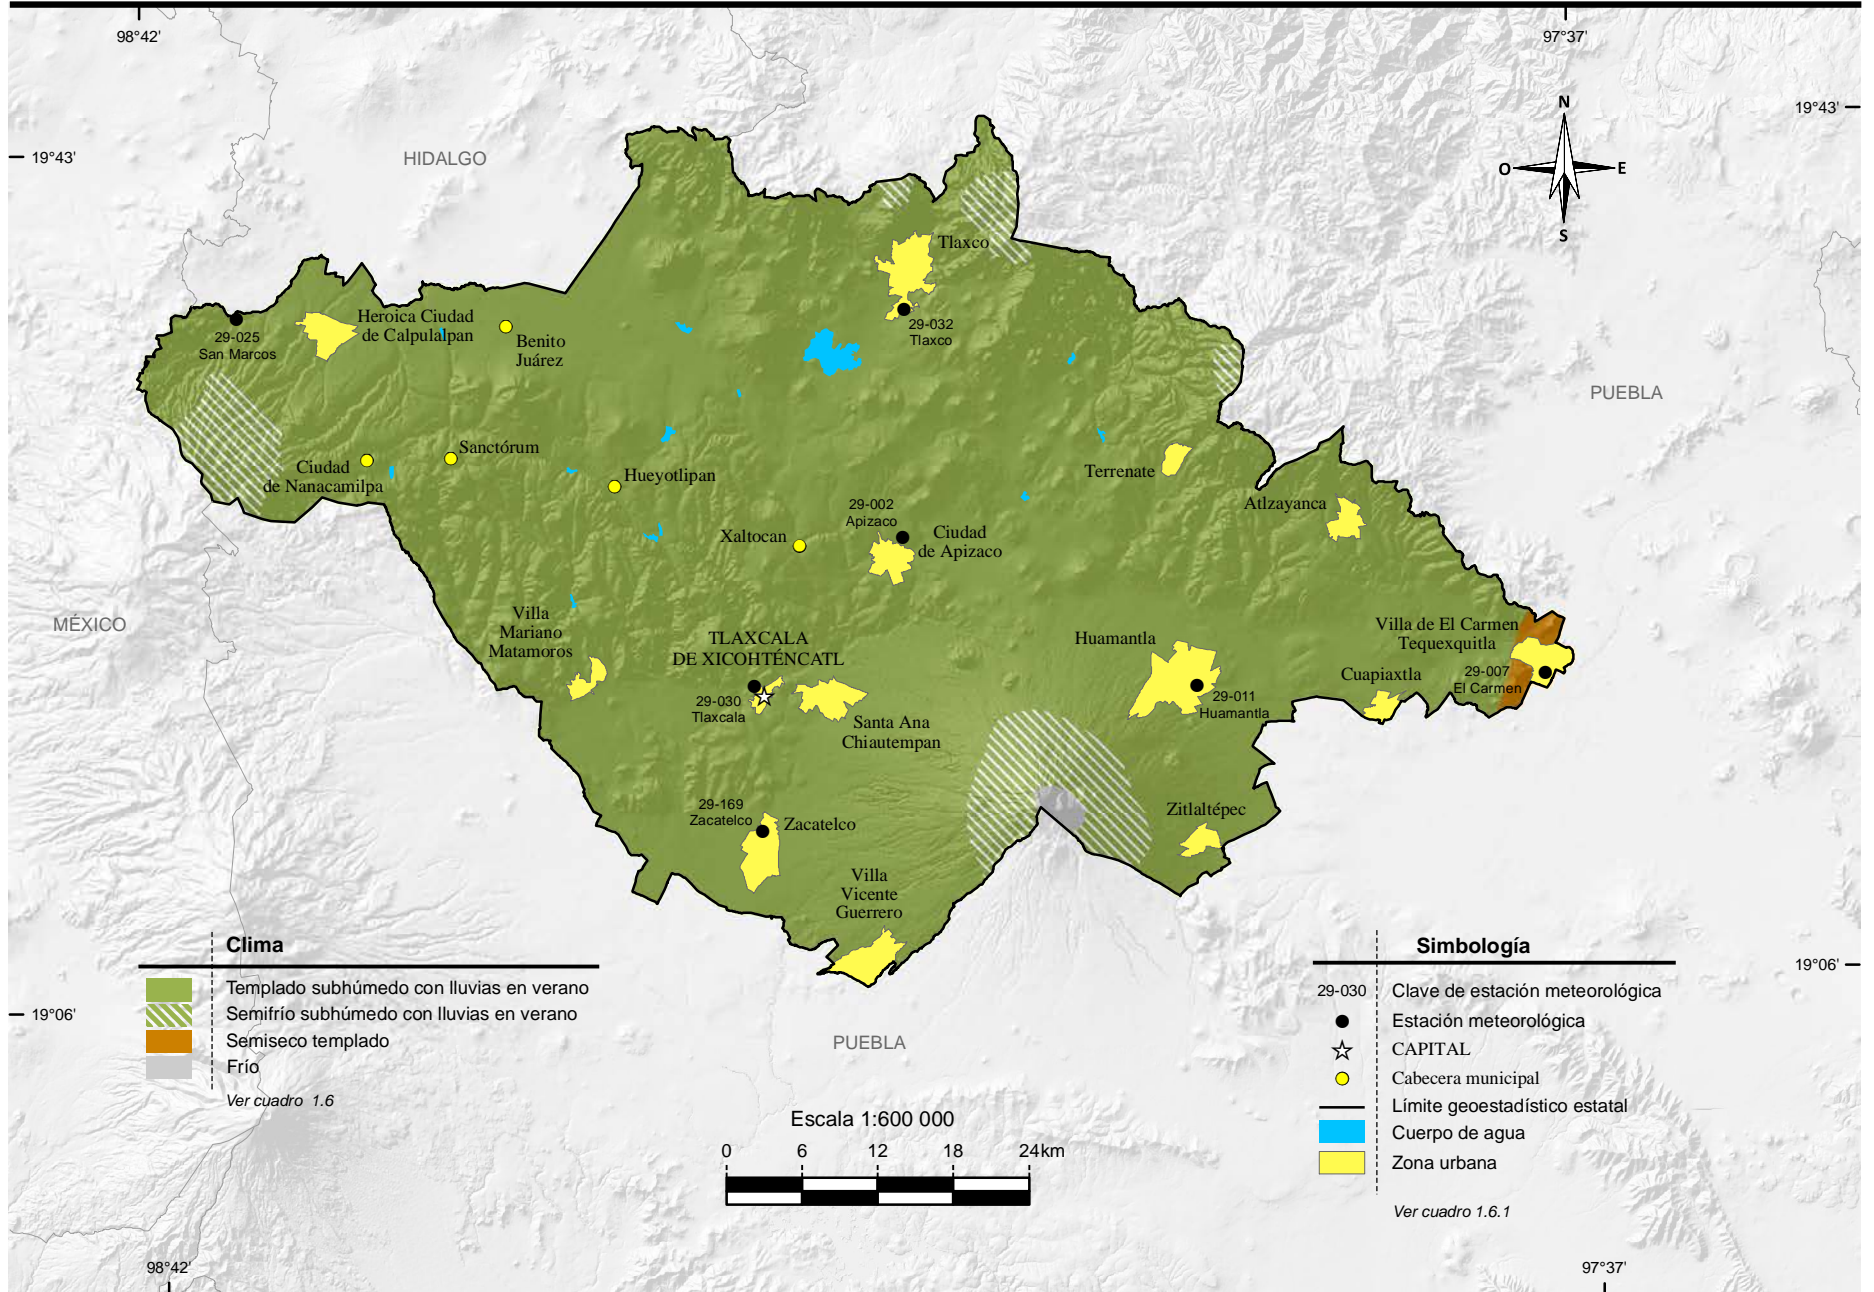 98°42'
97°37'
19°43'
19°43'
N
O
E
S
HIDALGO
Tlaxco
29-032
Tlaxco
Heroica Ciudad
de Calpulalpan
29-025
San Marcos
Benito
Juárez
PUEBLA
Sanctórum
Ciudad
de Nanacamilpa
Hueyotlipan
Terrenate
Atlzayanca
29-002
Apizaco
Xaltocan
Ciudad
de Apizaco
MÉXICO
Villa
Mariano
Matamoros
TLAXCALA
DE XICOHTÉNCATL
29-030
Tlaxcala
Santa Ana
Chiautempan
Huamantla
29-011
Huamantla
Villa de El Carmen
Tequexquitla
29-007
El Carmen
Cuapiaxtla
29-169
Zacatelco
Zacatelco
Zitlaltépec
Villa
Vicente
Guerrero
Clima
Templado subhúmedo con lluvias en verano
Semifrío subhúmedo con lluvias en verano
Semiseco templado
Frío
Ver cuadro 1.6
19°06'
19°06'
PUEBLA
Escala 1:600 000
0 6 12 18 24km
Simbología
29-030 Clave de estación meteorológica
Estación meteorológica
CAPITAL
Cabecera municipal
Límite geoestadístico estatal
Cuerpo de agua
Zona urbana
Ver cuadro 1.6.1
98°42'
97°37'